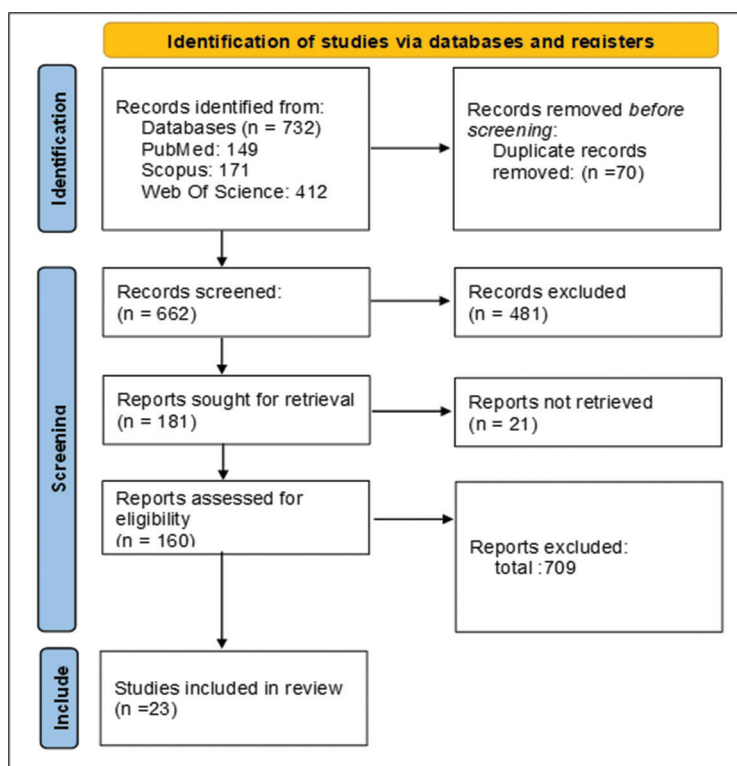 Identification of studies via databases and registers
Identification
Records identified from:
Databases (n = 732)
PubMed: 149
Scopus: 171
Web Of Science: 412
Records removed before
screening:
Duplicate records
removed: (n =70)
Screening
Records screened:
(n = 662)
Records excluded
(n = 481)
Reports sought for retrieval
(n = 181)
Reports not retrieved
(n = 21)
Reports assessed for
eligibility
(n = 160)
Reports excluded:
total :709
Include
Studies included in review
(n =23)